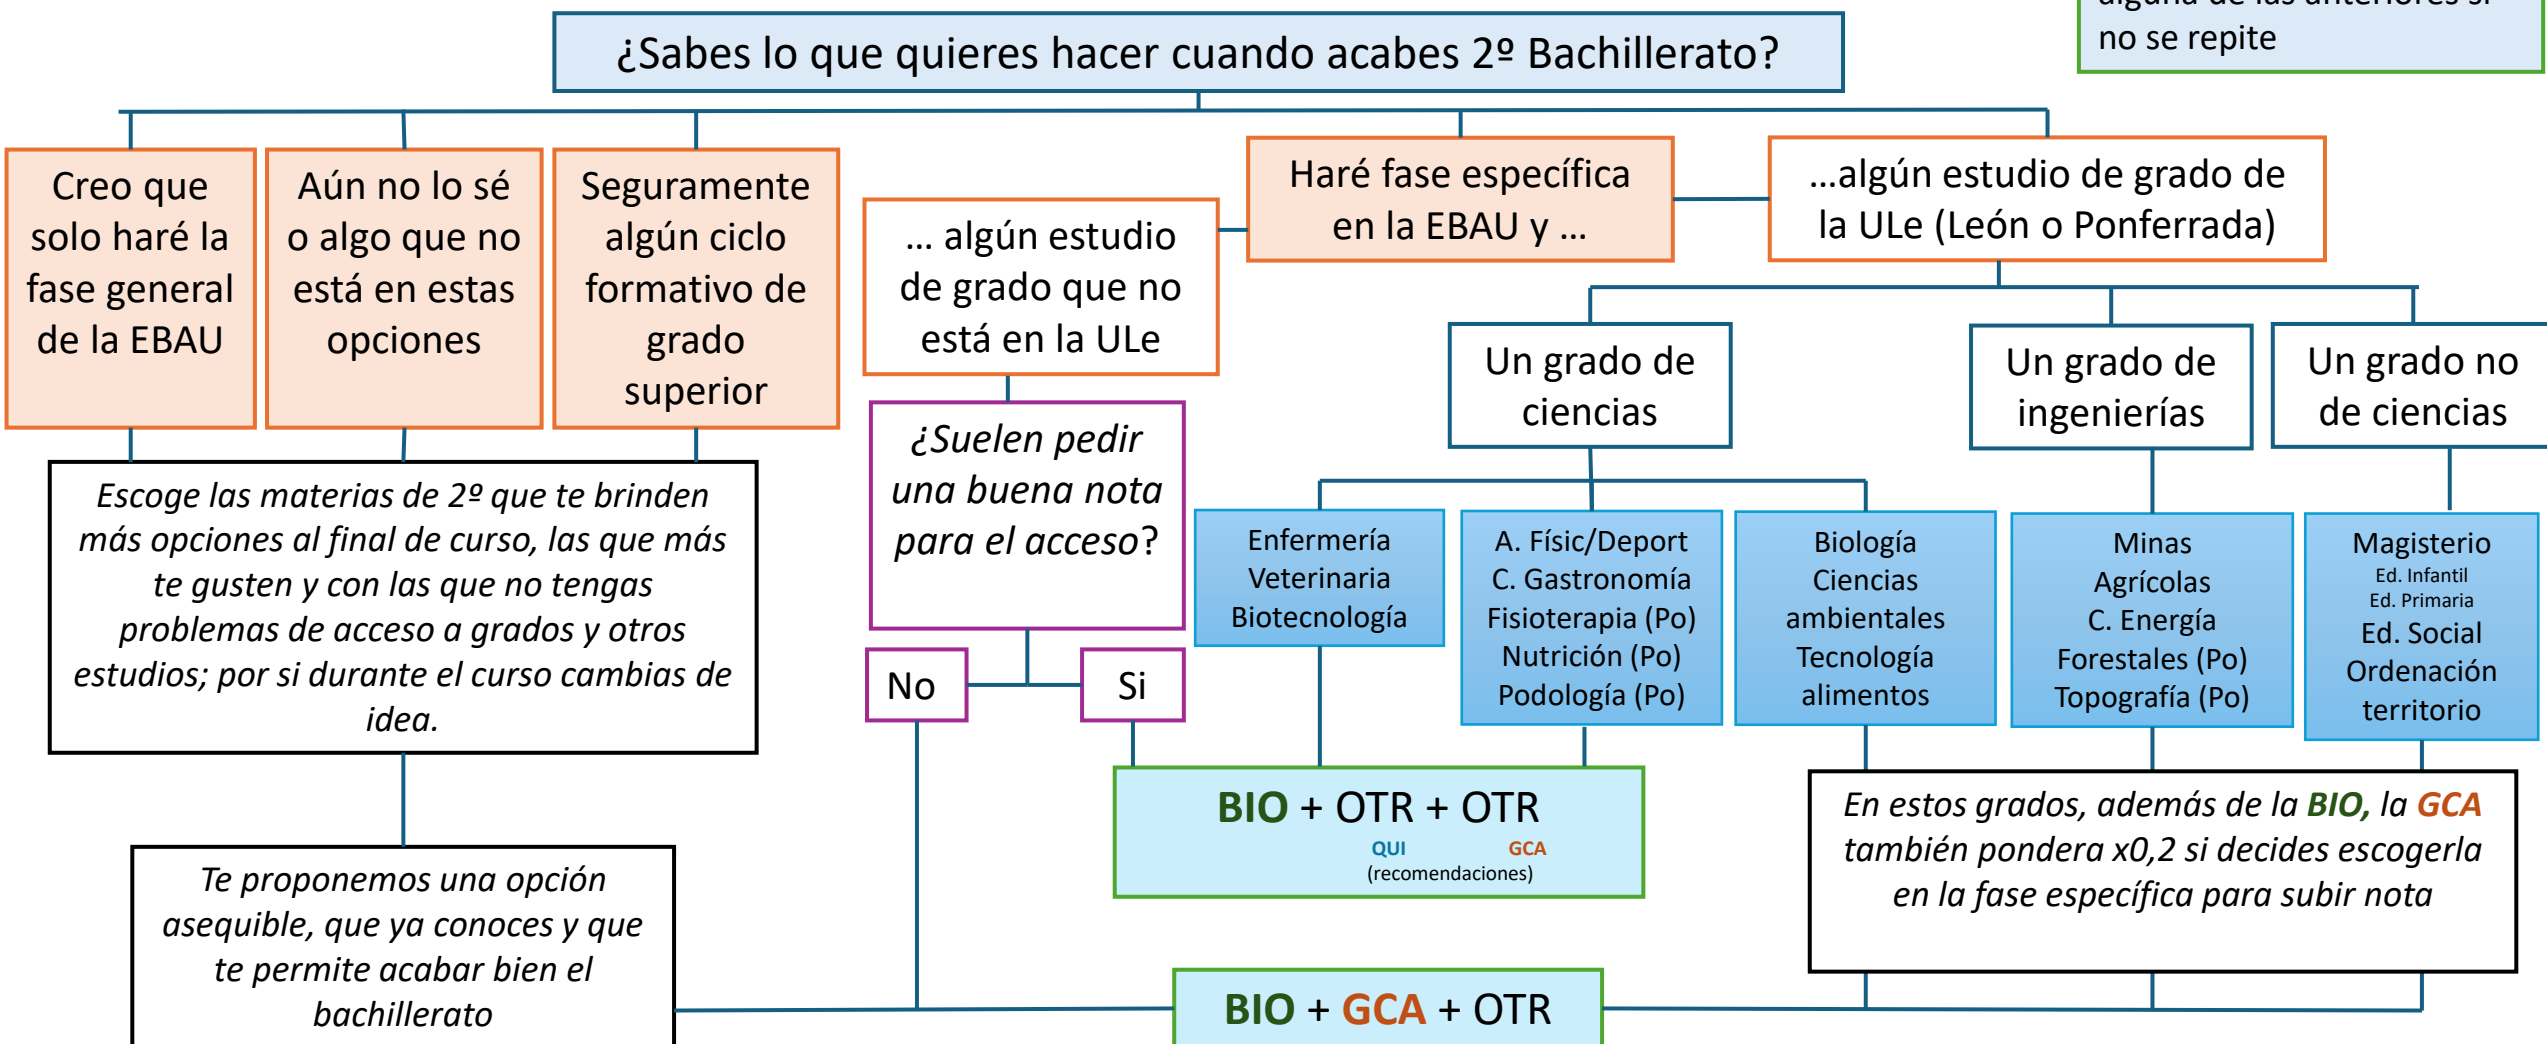 alguna de las anteriores si
no se repite
¿Sabes lo que quieres hacer cuando acabes 2º Bachillerato?
Creo que
solo haré la
fase general
de la EBAU
Aún no lo sé
o algo que no
está en estas
opciones
Seguramente
algún ciclo
formativo de
grado
superior
Haré fase específica
en la EBAU y ...
... algún estudio
de grado que no
está en la ULe
...algún estudio de grado de
la ULe (León o Ponferrada)
¿Suelen pedir
una buena nota
para el acceso?
No
Si
Un grado de
ciencias
Un grado de
ingenierías
Un grado no
de ciencias
Escoge las materias de 2º que te brinden
más opciones al final de curso, las que más
te gusten y con las que no tengas
problemas de acceso a grados y otros
estudios; por si durante el curso cambias de
idea.
Enfermería
Veterinaria
Biotecnología
A. Físic/Deport
C. Gastronomía
Fisioterapia (Po)
Nutrición (Po)
Podología (Po)
Biología
Ciencias
ambientales
Tecnología
alimentos
Minas
Agrícolas
C. Energía
Forestales (Po)
Topografía (Po)
Magisterio
Ed. Infantil
Ed. Primaria
Ed. Social
Ordenación
territorio
BIO + OTR + OTR
QUI GCA
(recomendaciones)
En estos grados, además de la BIO, la GCA
también pondera x0,2 si decides escogerla
en la fase específica para subir nota
Te proponemos una opción
asequible, que ya conoces y que
te permite acabar bien el
bachillerato
BIO + GCA + OTR